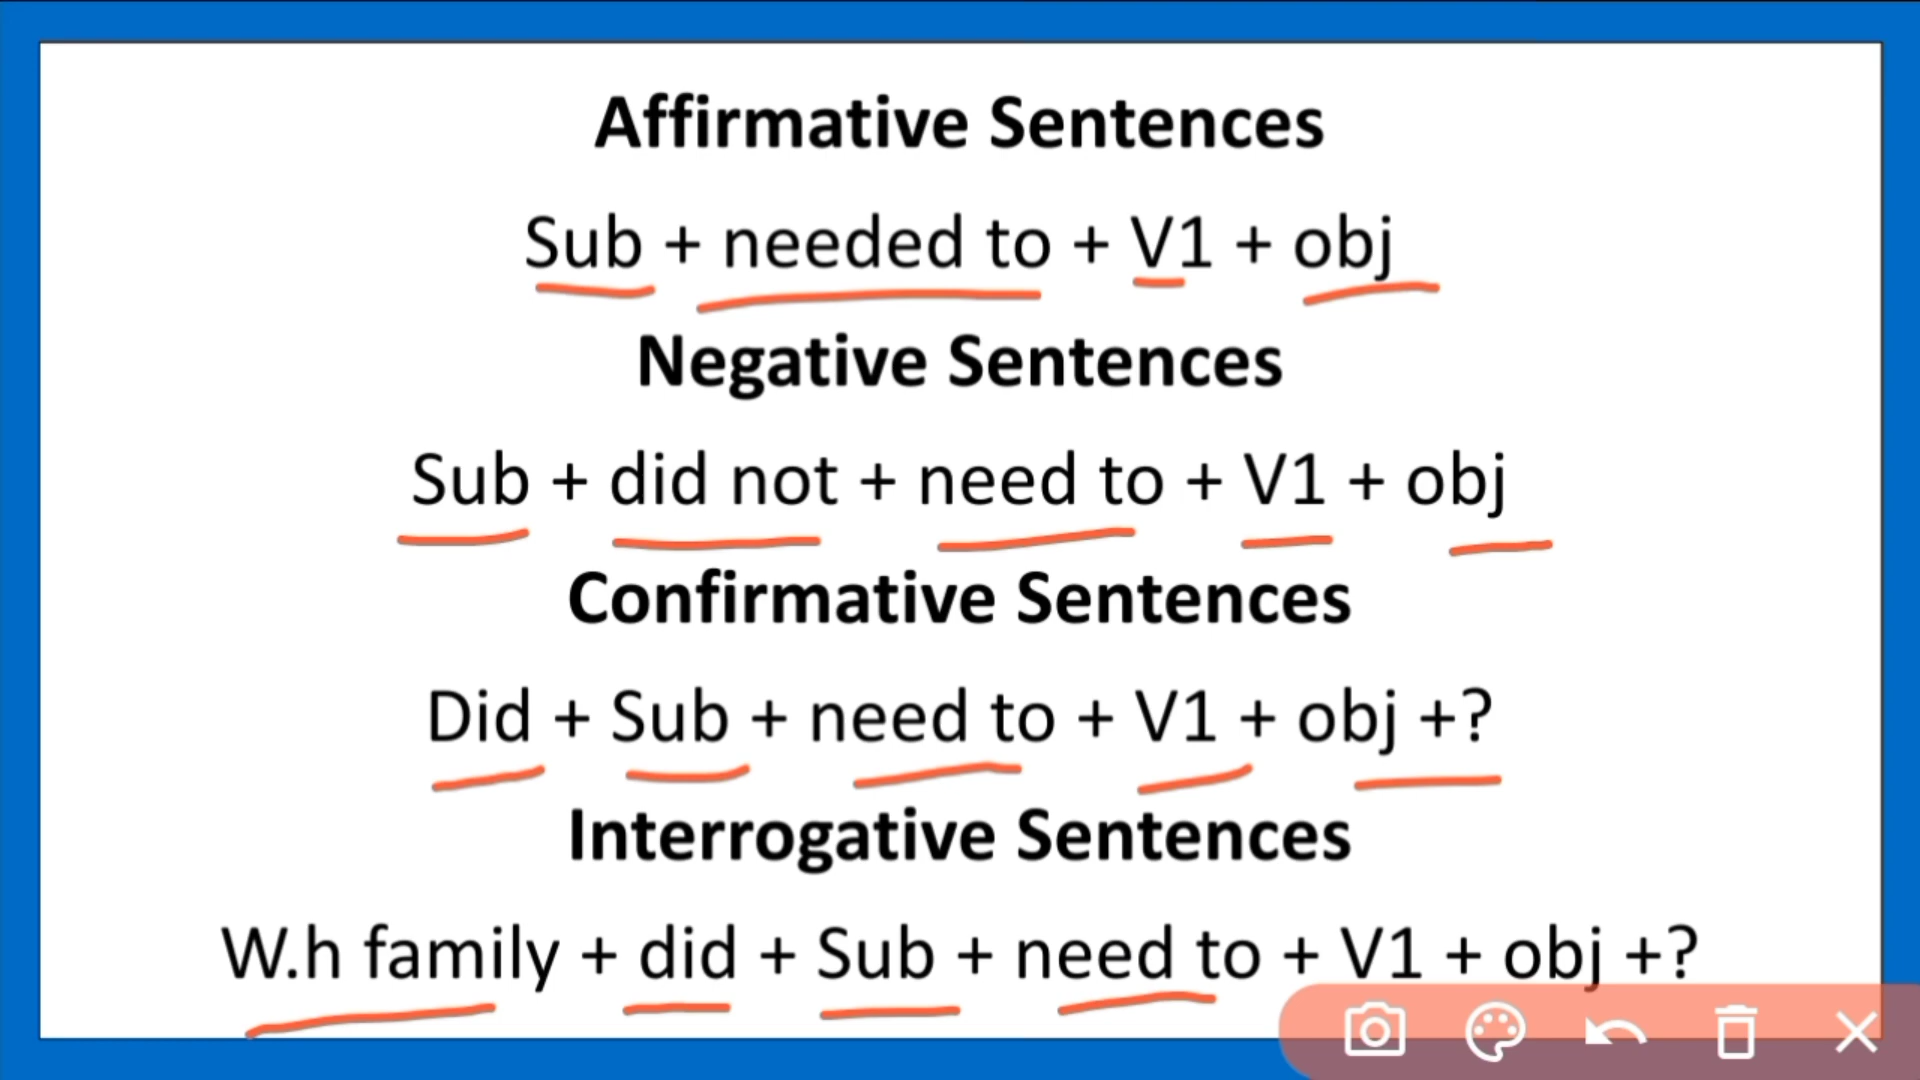 Affirmative Sentences
Sub + needed to + V1 + obj
Negative Sentences
Sub + did not + need to + V1 + obj
Confirmative Sentences
Did + Sub + need to + V1 + obj +?
Interrogative Sentences
W.h family + did + Sub + need to + V1 + obj +?